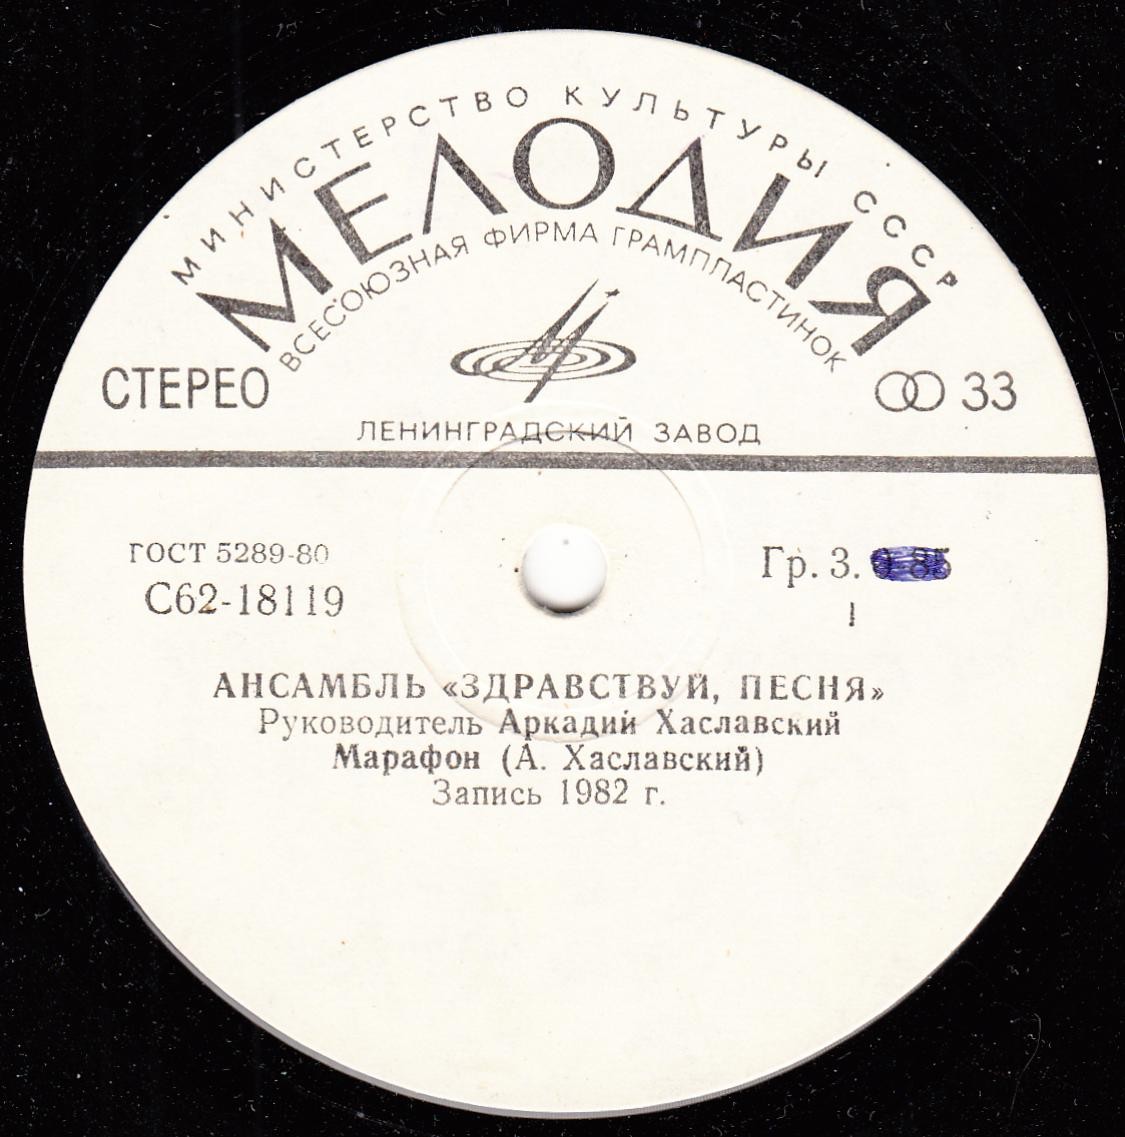 МИНИСТЕРСТВО КУЛЬТУРЫ СССР
МЕЛОДИЯ
ВСЕСОЮЗНАЯ ФИРМА ГРАМПЛАСТИНОК
СТЕРЕО
33
ЛЕНИНГРАДСКИЙ ЗАВОД
ГОСТ 5289-80
Гр. 3.
С62-18119
1
АНСАМБЛЬ «ЗДРАВСТВУЙ, ПЕСНЯ»
Руководитель Аркадий Хаславский
Марафон (А. Хаславский)
Запись 1982 г.